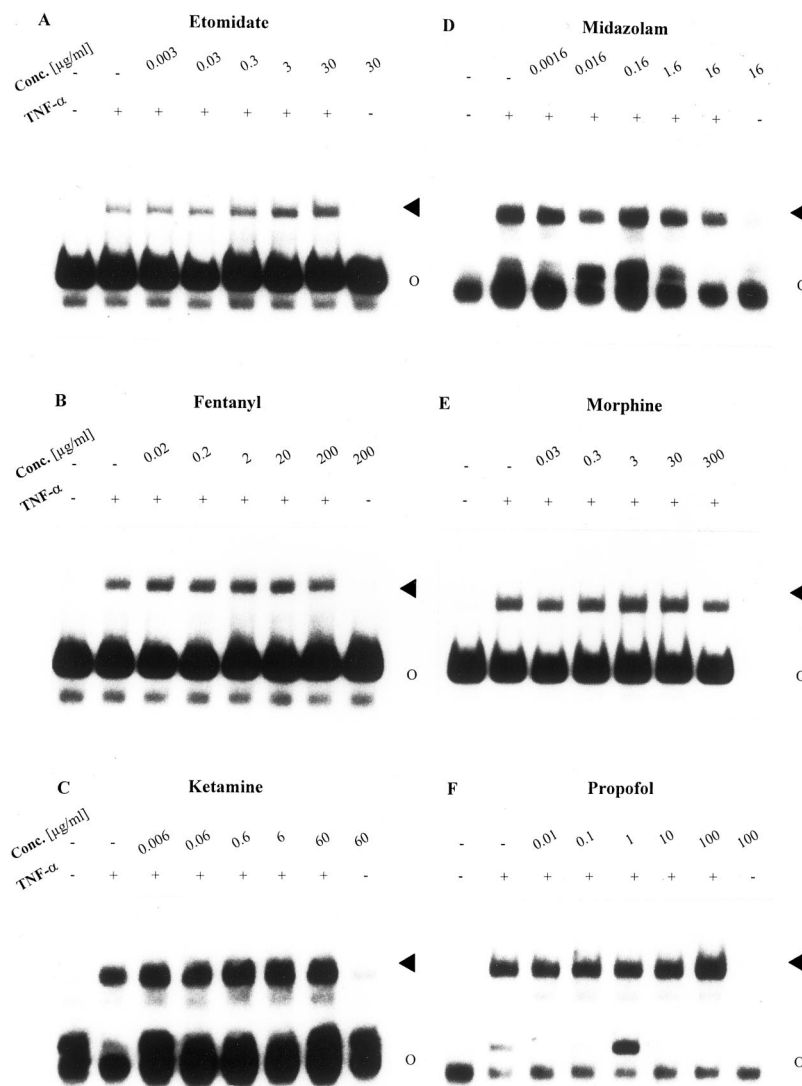 A
Etomidate
Conc. [µg/ml] - - 0.003 0.03 0.3 3 30 30
TNF-α - + + + + + + -
◀
O
B
Fentanyl
Conc. [µg/ml] - - 0.02 0.2 2 20 200 200
TNF-α - + + + + + + -
◀
O
C
Ketamine
Conc. [µg/ml] - - 0.006 0.06 0.6 6 60 60
TNF-α - + + + + + + -
◀
O
D
Midazolam
- - 0.0016 0.016 0.16 1.6 16 16
- + + + + + + -
◀
O
E
Morphine
- - 0.03 0.3 3 30 300
- + + + + + +
◀
O
F
Propofol
- - 0.01 0.1 1 10 100 100
- + + + + + + -
◀
O